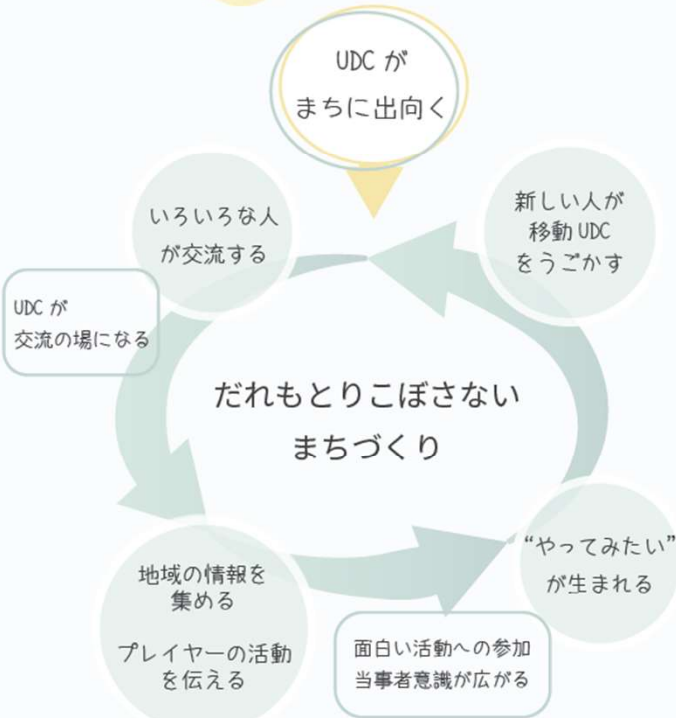 UDC が
まちに出向く
いろいろな人
が交流する
新しい人が
移動 UDC
をうごかす
UDC が
交流の場になる
だれもとりこぼさない
まちづくり
地域の情報を
集める
プレイヤーの活動
を伝える
面白い活動への参加
当事者意識が広がる
“やってみたい”
が生まれる